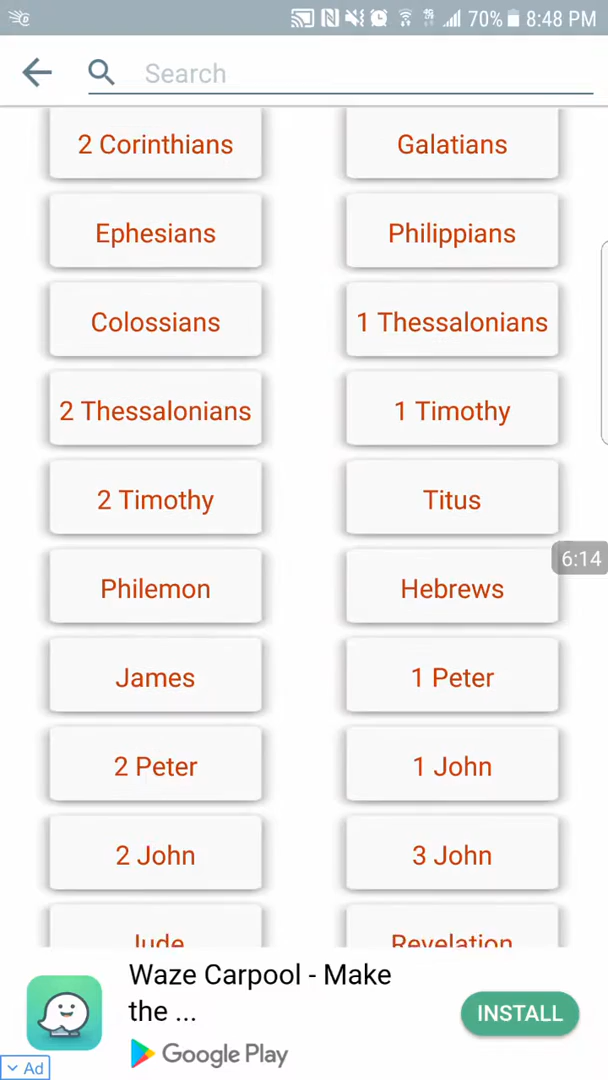 70% 8:48 PM
Search
2 Corinthians
Galatians
Ephesians
Philippians
Colossians
1 Thessalonians
2 Thessalonians
1 Timothy
2 Timothy
Titus
6:14
Philemon
Hebrews
James
1 Peter
2 Peter
1 John
2 John
3 John
Jude
Revelation
Waze Carpool - Make
the ...
INSTALL
Google Play
Ad